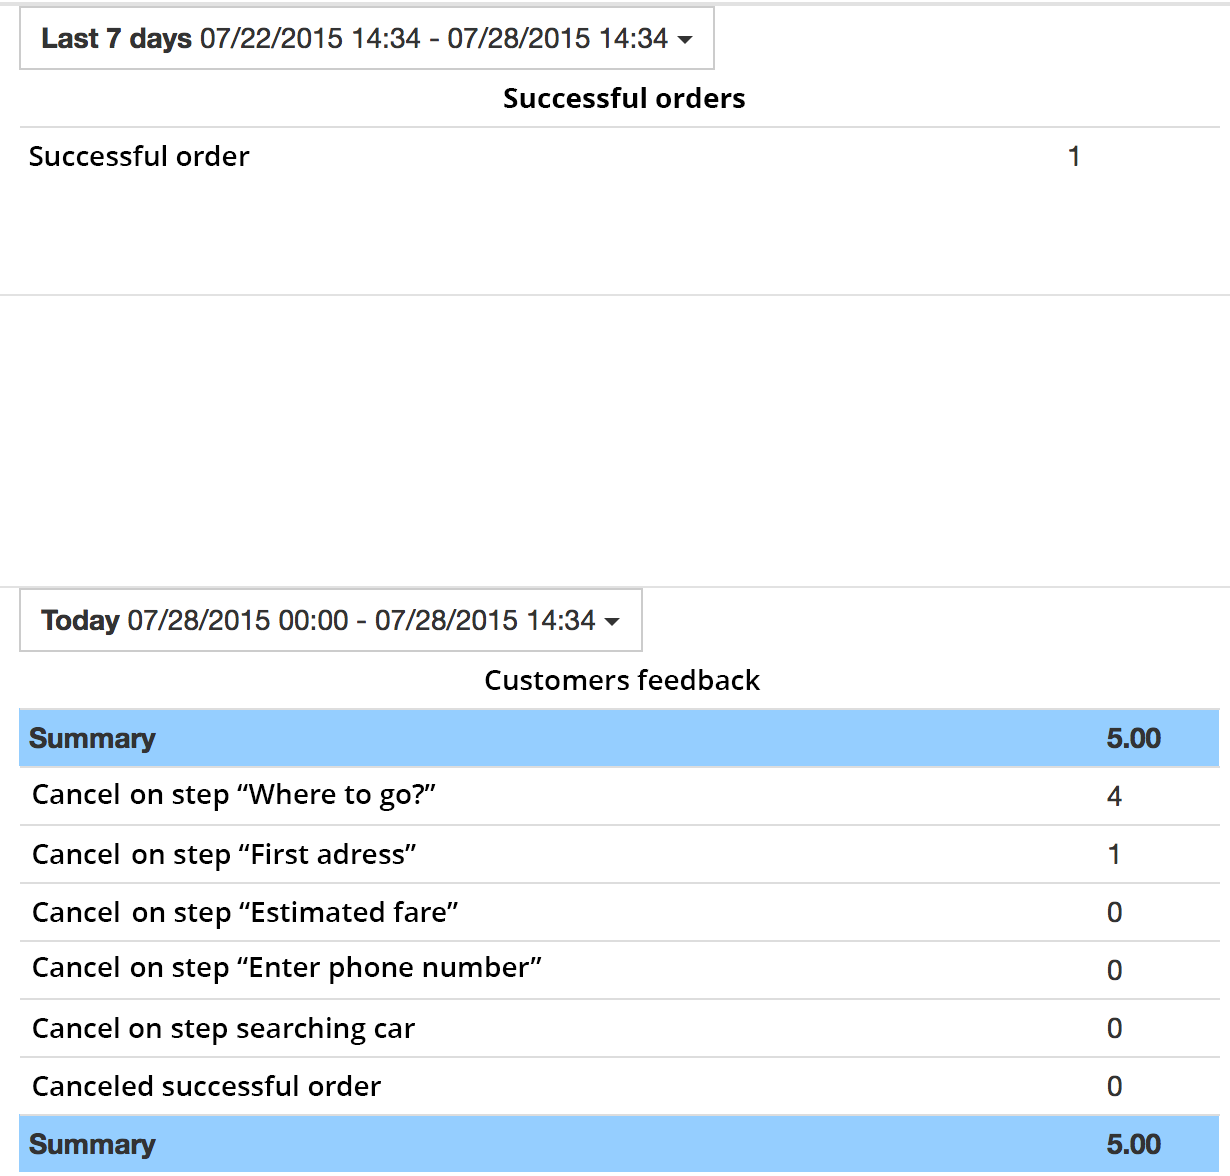 Last 7 days 07/22/2015 14:34 - 07/28/2015 14:34
Successful orders
Successful order 1
Today 07/28/2015 00:00 - 07/28/2015 14:34
Customers feedback
Summary 5.00
Cancel on step “Where to go?” 4
Cancel on step “First adress” 1
Cancel on step “Estimated fare” 0
Cancel on step “Enter phone number” 0
Cancel on step searching car 0
Canceled successful order 0
Summary 5.00